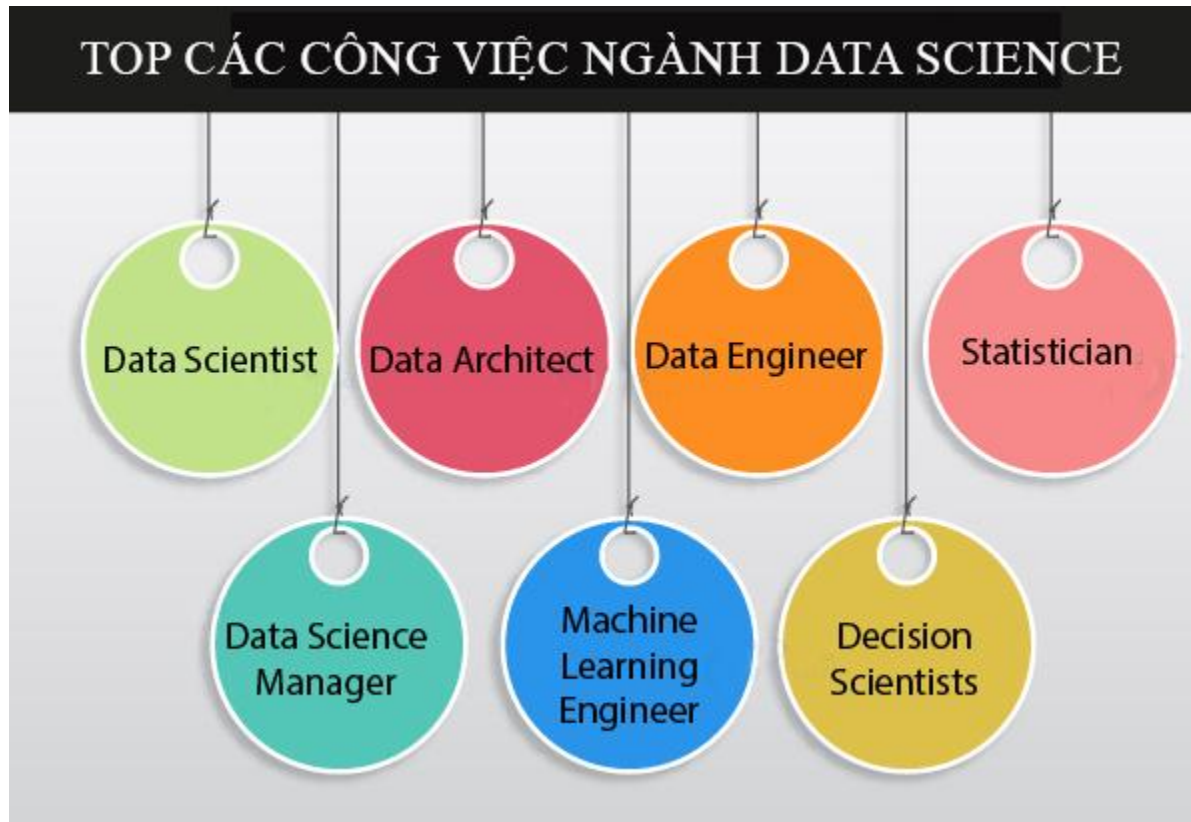 TOP CÁC CÔNG VIỆC NGÀNH DATA SCIENCE
Data Scientist
Data Architect
Data Engineer
Statistician
Data Science
Manager
Machine
Learning
Engineer
Decision
Scientists